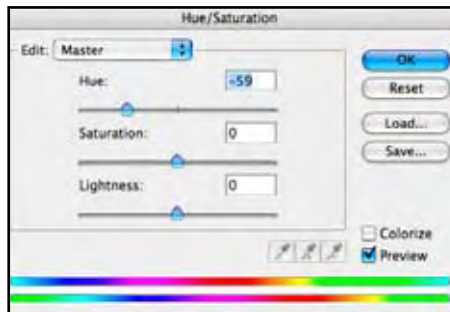 Hue/Saturation
Edit: Master
OK
Hue: -59
Reset
Saturation: 0
Load...
Save...
Lightness: 0
Colorize
Preview